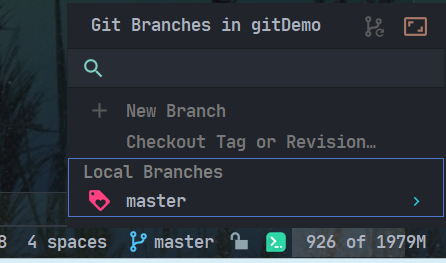 Git Branches in gitDemo
New Branch
Checkout Tag or Revision…
Local Branches
master
8 4 spaces master 926 of 1979M